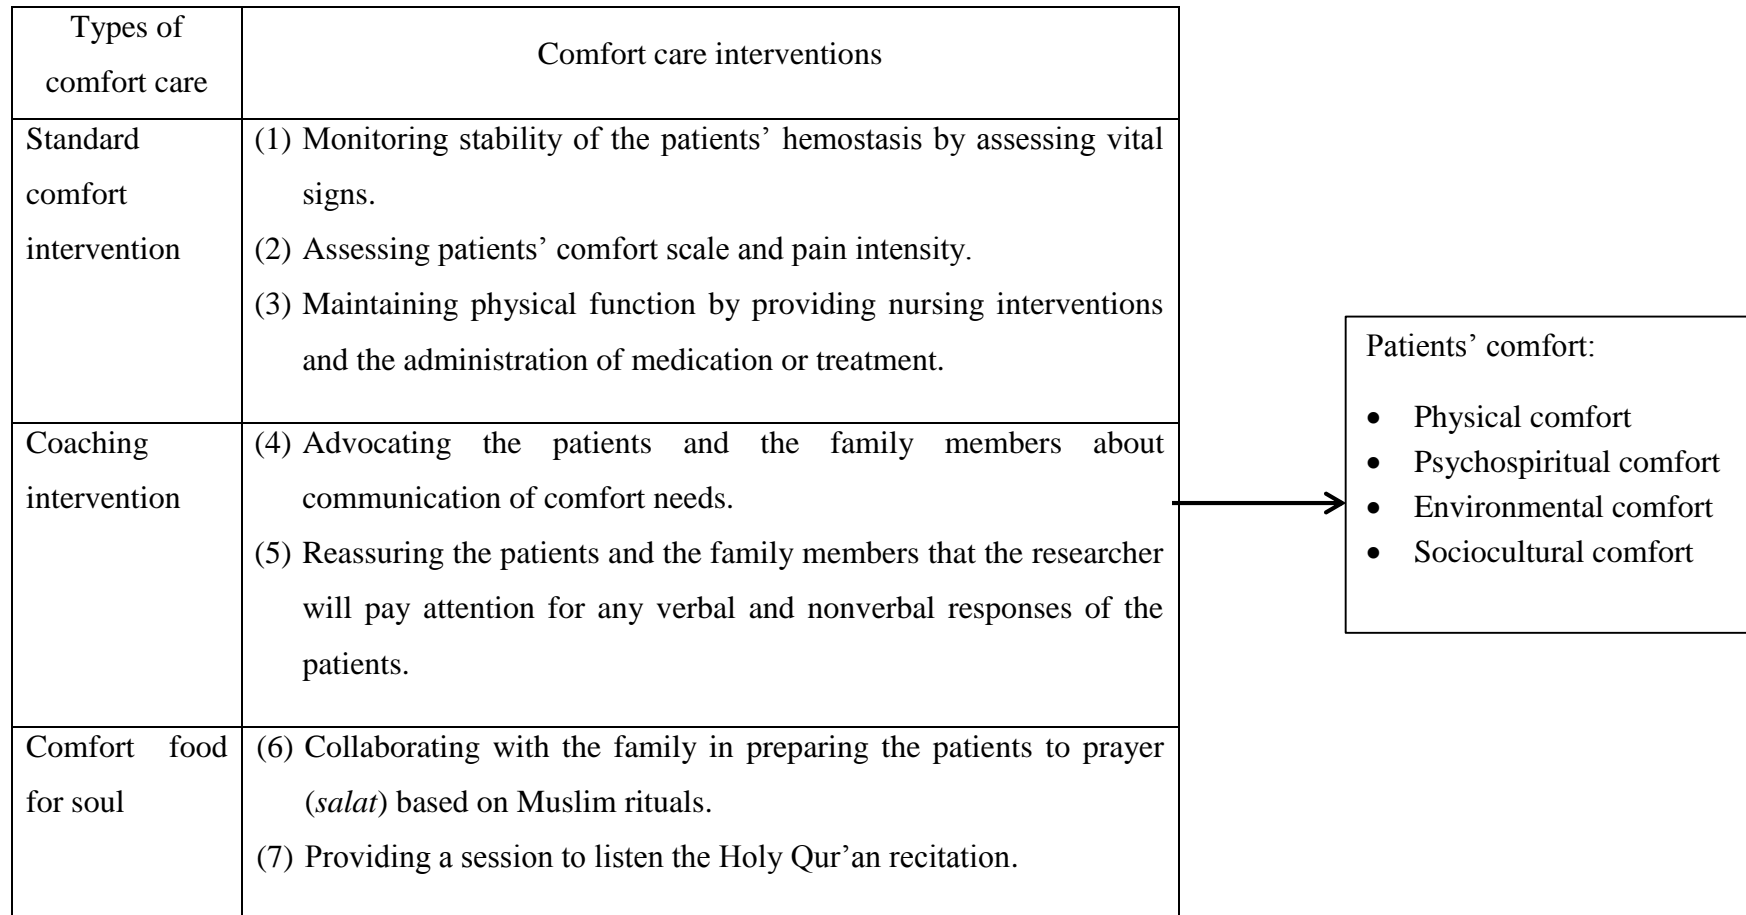 Types of
comfort care
Comfort care interventions
Standard
comfort
intervention
(1) Monitoring stability of the patients’ hemostasis by assessing vital
signs.
(2) Assessing patients’ comfort scale and pain intensity.
(3) Maintaining physical function by providing nursing interventions
and the administration of medication or treatment.
Coaching
intervention
(4) Advocating the patients and the family members about
communication of comfort needs.
(5) Reassuring the patients and the family members that the researcher
will pay attention for any verbal and nonverbal responses of the
patients.
Comfort food
for soul
(6) Collaborating with the family in preparing the patients to prayer
(salat) based on Muslim rituals.
(7) Providing a session to listen the Holy Qur’an recitation.
Patients’ comfort:
• Physical comfort
• Psychospiritual comfort
• Environmental comfort
• Sociocultural comfort